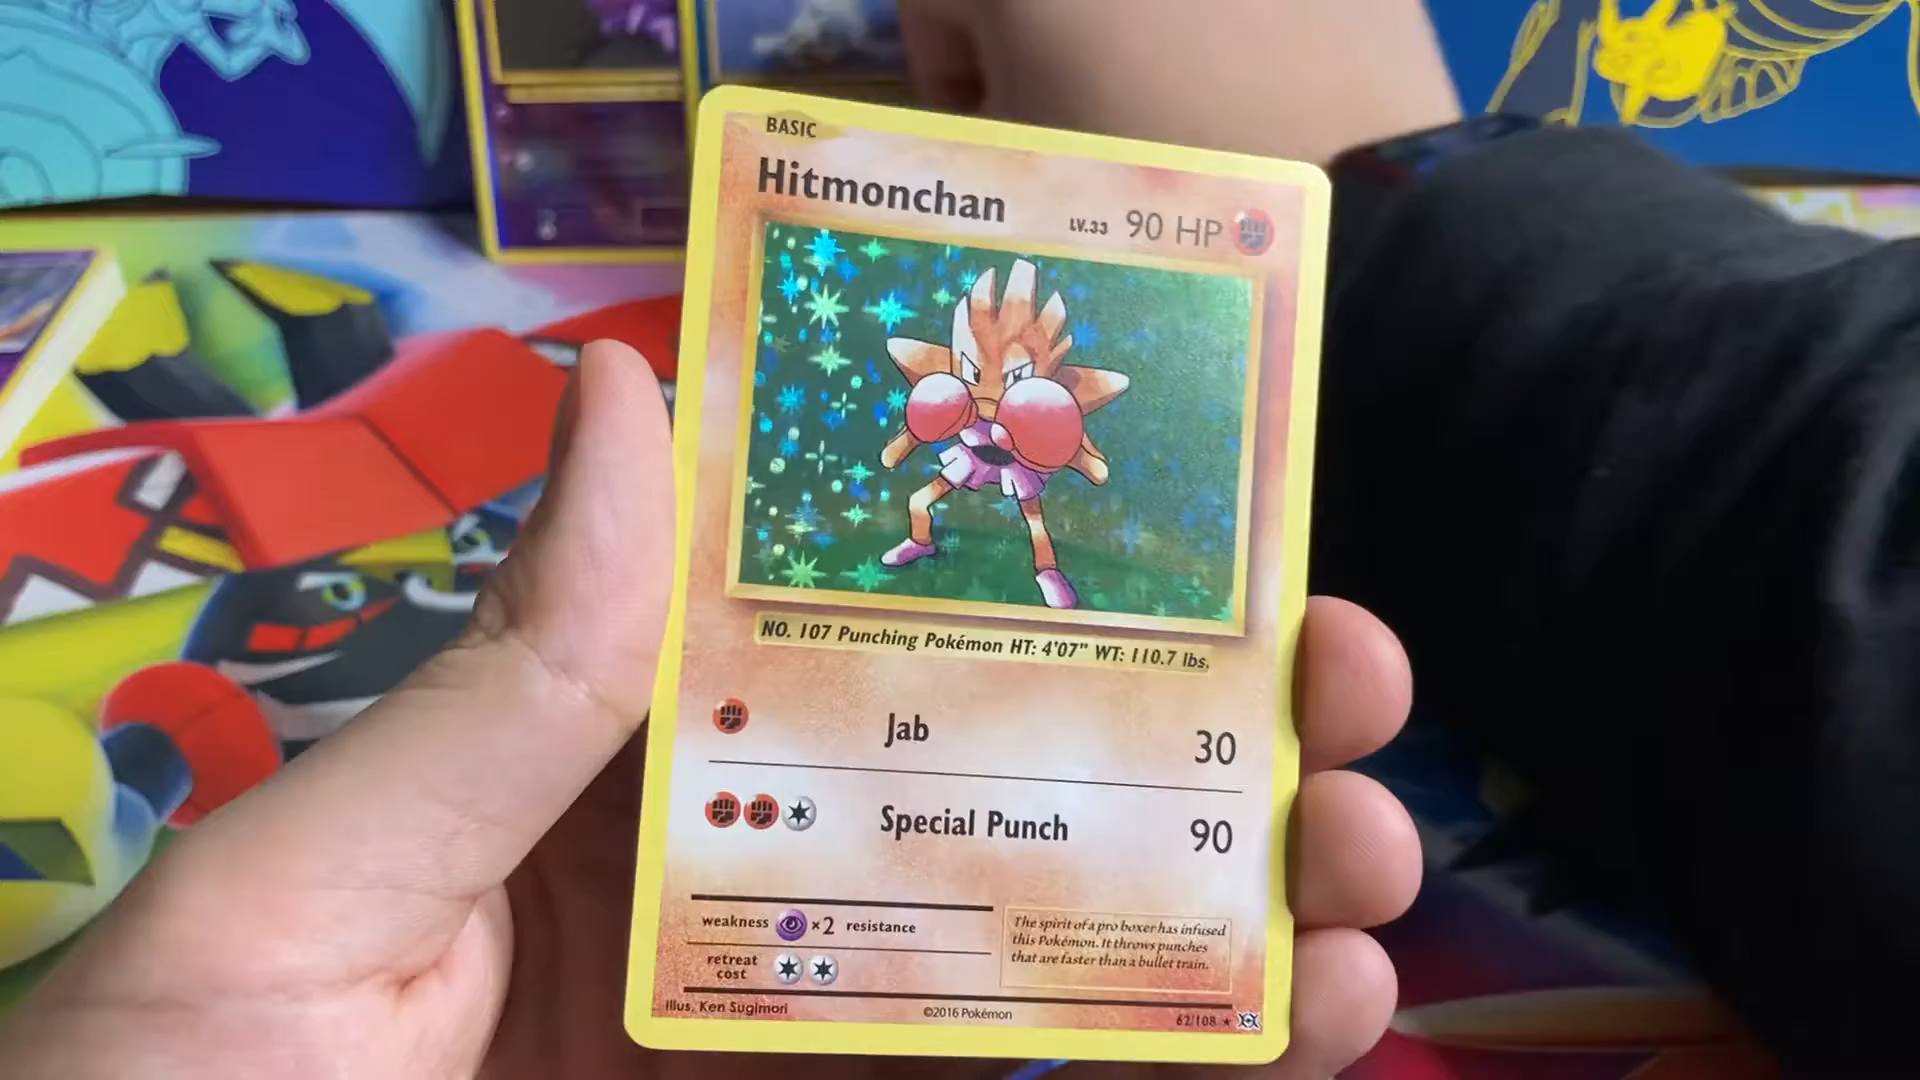 BASIC
Hitmonchan LV.33 90 HP
NO. 107 Punching Pokémon HT: 4'07" WT: 110.7 lbs.
Jab 30
Special Punch 90
weakness ×2 resistance
The spirit of a pro boxer has infused
this Pokémon. It throws punches
that are faster than a bullet train.
retreat
cost
Illus. Ken Sugimori ©2016 Pokémon 62/108 ★